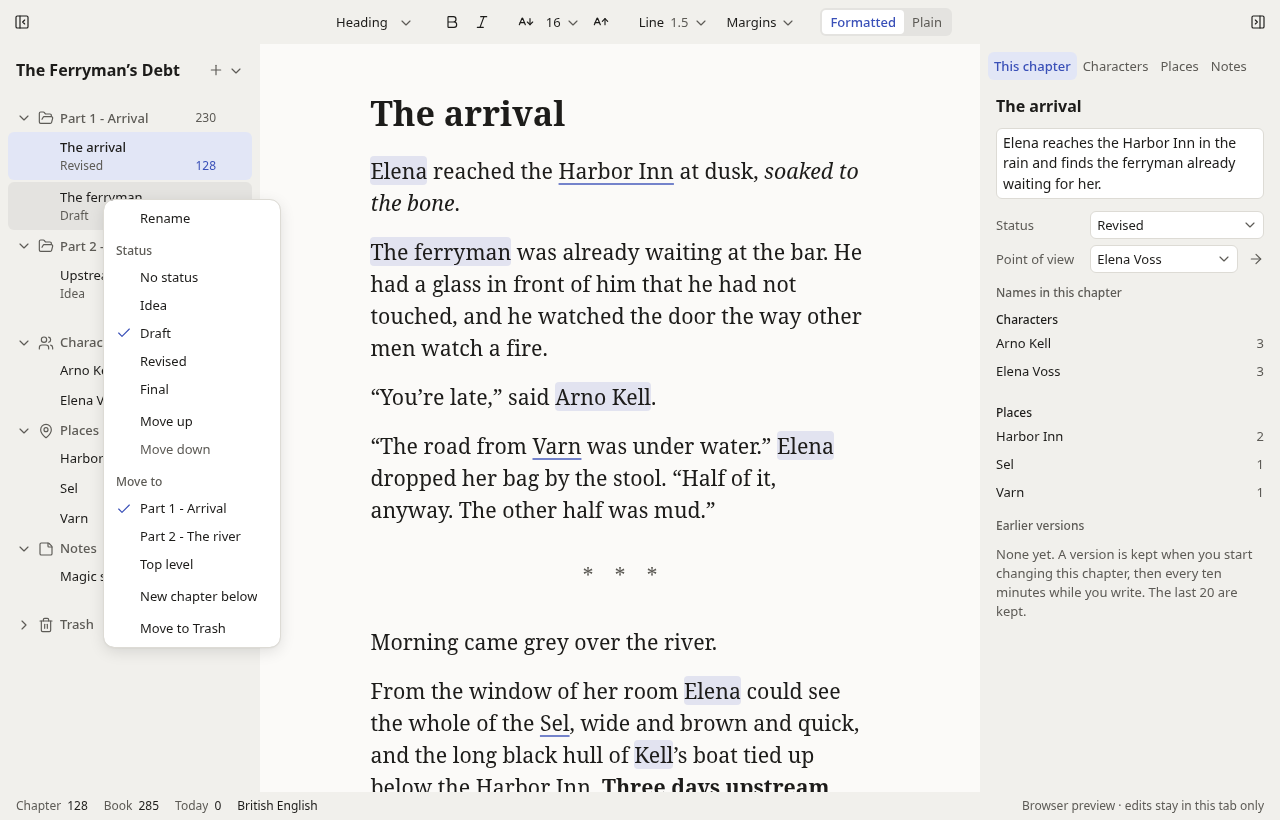 Heading
B
I
16
Line 1.5
Margins
Formatted
Plain
The Ferryman’s Debt
Part 1 - Arrival 230
The arrival
Revised 128
The ferryman
Draft
Part 2 -
Upstrea
Idea
Charac
Arno Ke
Elena V
Places
Harbor
Sel
Varn
Notes
Magic s
Trash
Rename
Status
No status
Idea
Draft
Revised
Final
Move up
Move down
Move to
Part 1 - Arrival
Part 2 - The river
Top level
New chapter below
Move to Trash
The arrival
Elena reached the Harbor Inn at dusk, soaked to
the bone.
The ferryman was already waiting at the bar. He
had a glass in front of him that he had not
touched, and he watched the door the way other
men watch a fire.
“You’re late,” said Arno Kell.
“The road from Varn was under water.” Elena
dropped her bag by the stool. “Half of it,
anyway. The other half was mud.”
* * *
Morning came grey over the river.
From the window of her room Elena could see
the whole of the Sel, wide and brown and quick,
and the long black hull of Kell’s boat tied up
below the Harbor Inn. Three days upstream
This chapter
Characters
Places
Notes
The arrival
Elena reaches the Harbor Inn in the
rain and finds the ferryman already
waiting for her.
Status Revised
Point of view Elena Voss
Names in this chapter
Characters
Arno Kell 3
Elena Voss 3
Places
Harbor Inn 2
Sel 1
Varn 1
Earlier versions
None yet. A version is kept when you start
changing this chapter, then every ten
minutes while you write. The last 20 are
kept.
Chapter 128 Book 285 Today 0 British English
Browser preview · edits stay in this tab only